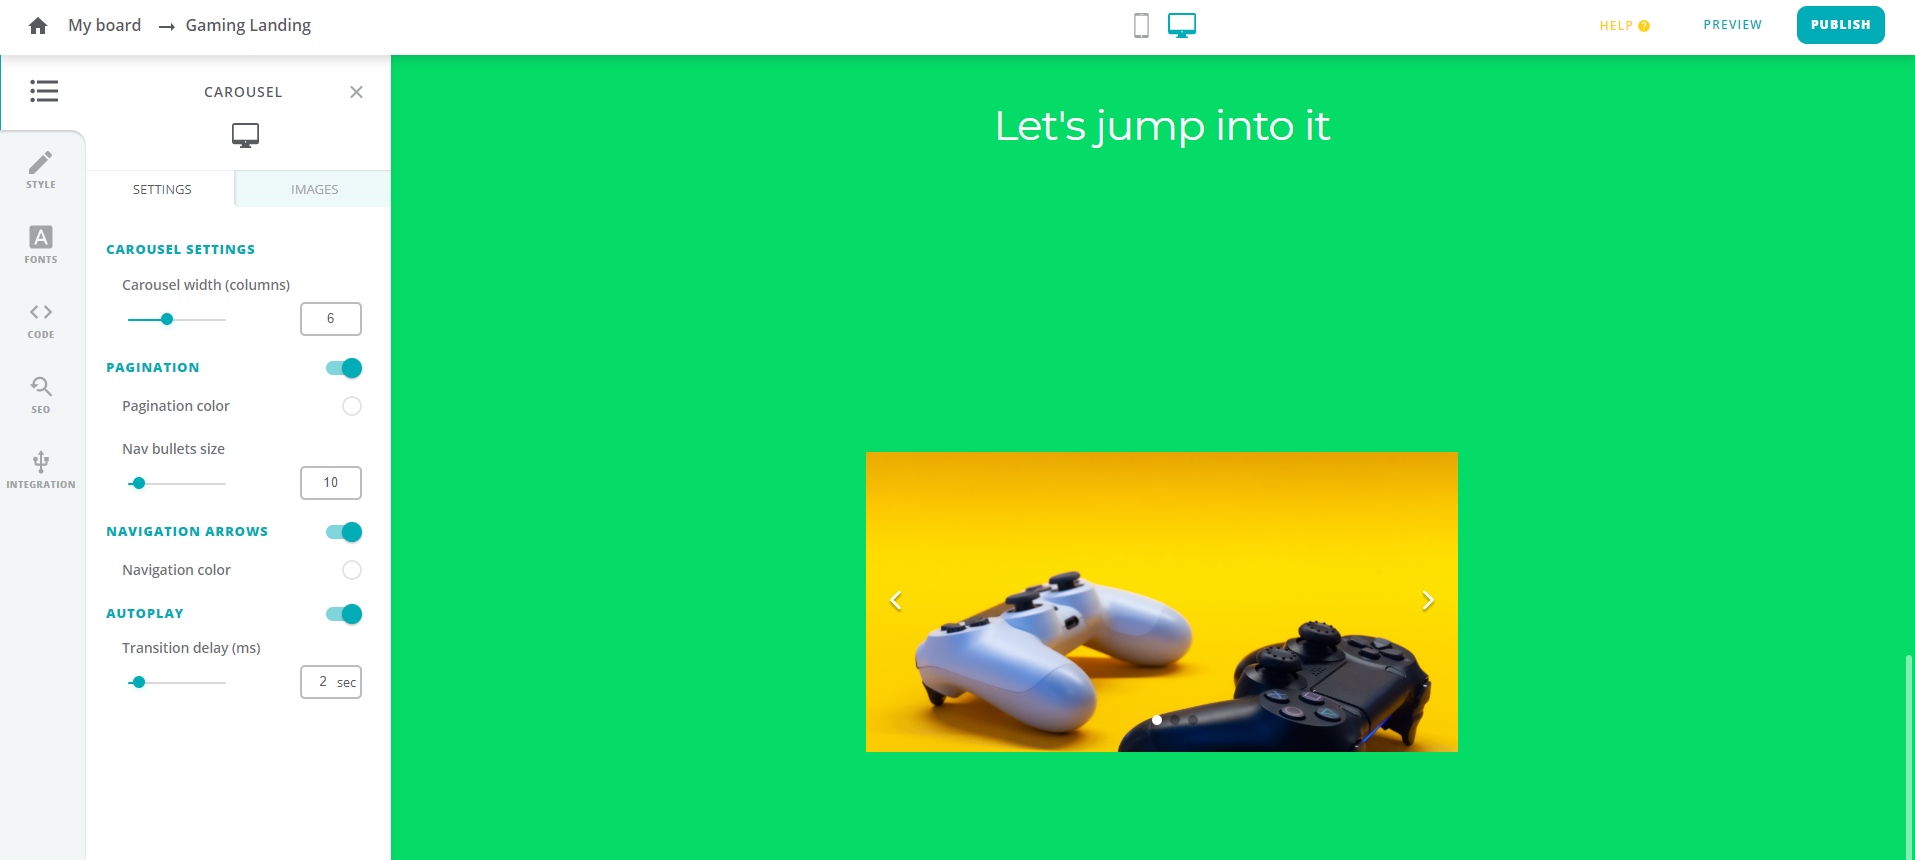 My board → Gaming Landing
HELP ?
PREVIEW
PUBLISH
CAROUSEL
STYLE
FONTS
CODE
SEO
INTEGRATION
SETTINGS
IMAGES
CAROUSEL SETTINGS
Carousel width (columns)
6
PAGINATION
Pagination color
Nav bullets size
10
NAVIGATION ARROWS
Navigation color
AUTOPLAY
Transition delay (ms)
2 sec
Let's jump into it